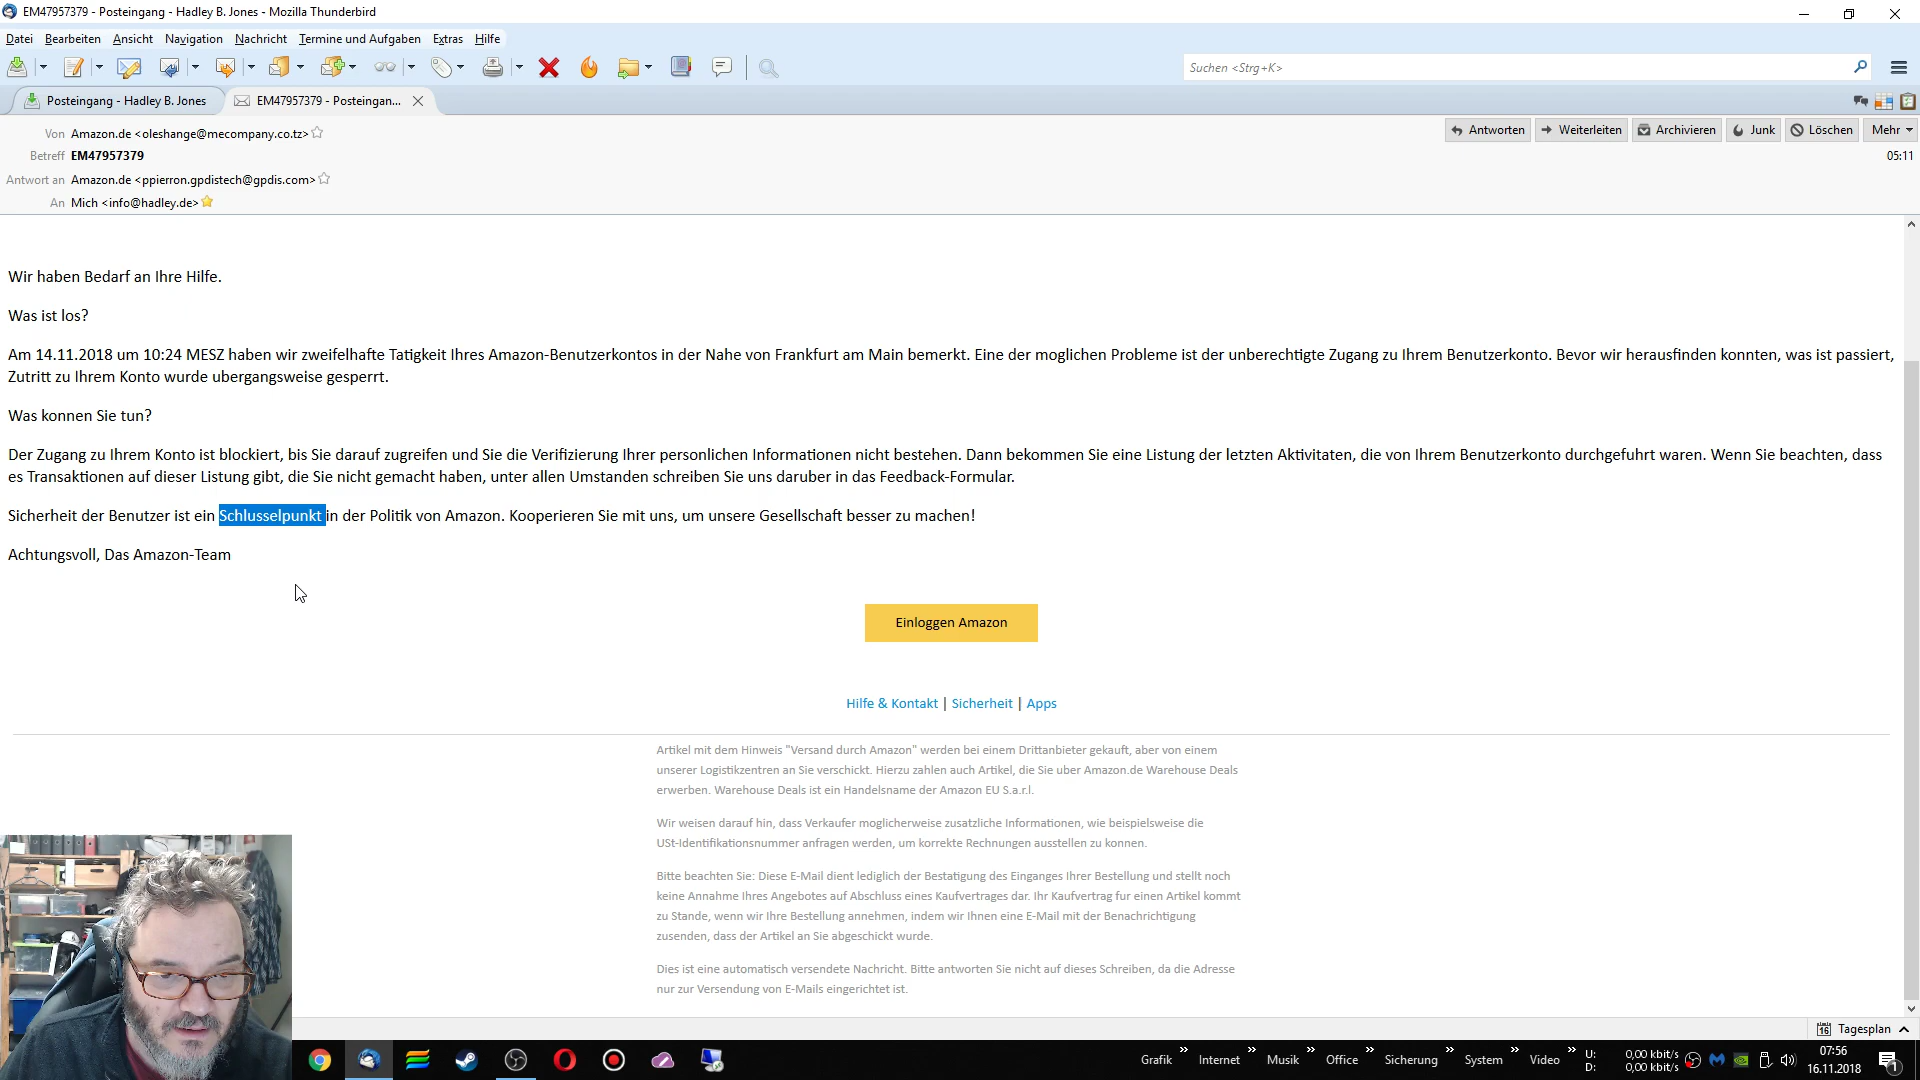 EM47957379 - Posteingang - Hadley B. Jones - Mozilla Thunderbird
Datei Bearbeiten Ansicht Navigation Nachricht Termine und Aufgaben Extras Hilfe
Suchen <Strg+K>
Posteingang - Hadley B. Jones
EM47957379 - Posteingan...
Von Amazon.de <oleshange@mecompany.co.tz>
Antworten Weiterleiten Archivieren Junk Löschen Mehr
Betreff EM47957379
05:11
Antwort an Amazon.de <ppierron.gpdistech@gpdis.com>
An Mich <info@hadley.de>
Wir haben Bedarf an Ihre Hilfe.
Was ist los?
Am 14.11.2018 um 10:24 MESZ haben wir zweifelhafte Tatigkeit Ihres Amazon-Benutzerkontos in der Nahe von Frankfurt am Main bemerkt. Eine der moglichen Probleme ist der unberechtigte Zugang zu Ihrem Benutzerkonto. Bevor wir herausfinden konnten, was ist passiert,
Zutritt zu Ihrem Konto wurde ubergangsweise gesperrt.
Was konnen Sie tun?
Der Zugang zu Ihrem Konto ist blockiert, bis Sie darauf zugreifen und Sie die Verifizierung Ihrer personlichen Informationen nicht bestehen. Dann bekommen Sie eine Listung der letzten Aktivitaten, die von Ihrem Benutzerkonto durchgefuhrt waren. Wenn Sie beachten, dass
es Transaktionen auf dieser Listung gibt, die Sie nicht gemacht haben, unter allen Umstanden schreiben Sie uns daruber in das Feedback-Formular.
Sicherheit der Benutzer ist ein Schlusselpunkt in der Politik von Amazon. Kooperieren Sie mit uns, um unsere Gesellschaft besser zu machen!
Achtungsvoll, Das Amazon-Team
Einloggen Amazon
Hilfe & Kontakt | Sicherheit | Apps
Artikel mit dem Hinweis "Versand durch Amazon" werden bei einem Drittanbieter gekauft, aber von einem
unserer Logistikzentren an Sie verschickt. Hierzu zahlen auch Artikel, die Sie uber Amazon.de Warehouse Deals
erwerben. Warehouse Deals ist ein Handelsname der Amazon EU S.a.r.l.
Wir weisen darauf hin, dass Verkaufer moglicherweise zusatzliche Informationen, wie beispielsweise die
USt-Identifikationsnummer anfragen werden, um korrekte Rechnungen ausstellen zu konnen.
Bitte beachten Sie: Diese E-Mail dient lediglich der Bestatigung des Einganges Ihrer Bestellung und stellt noch
keine Annahme Ihres Angebotes auf Abschluss eines Kaufvertrages dar. Ihr Kaufvertrag fur einen Artikel kommt
zu Stande, wenn wir Ihre Bestellung annehmen, indem wir Ihnen eine E-Mail mit der Benachrichtigung
zusenden, dass der Artikel an Sie abgeschickt wurde.
Dies ist eine automatisch versendete Nachricht. Bitte antworten Sie nicht auf dieses Schreiben, da die Adresse
nur zur Versendung von E-Mails eingerichtet ist.
16 Tagesplan
Grafik » Internet » Musik » Office » Sicherung » System » Video »
U: 0,00 kbit/s
D: 0,00 kbit/s
07:56
16.11.2018
1